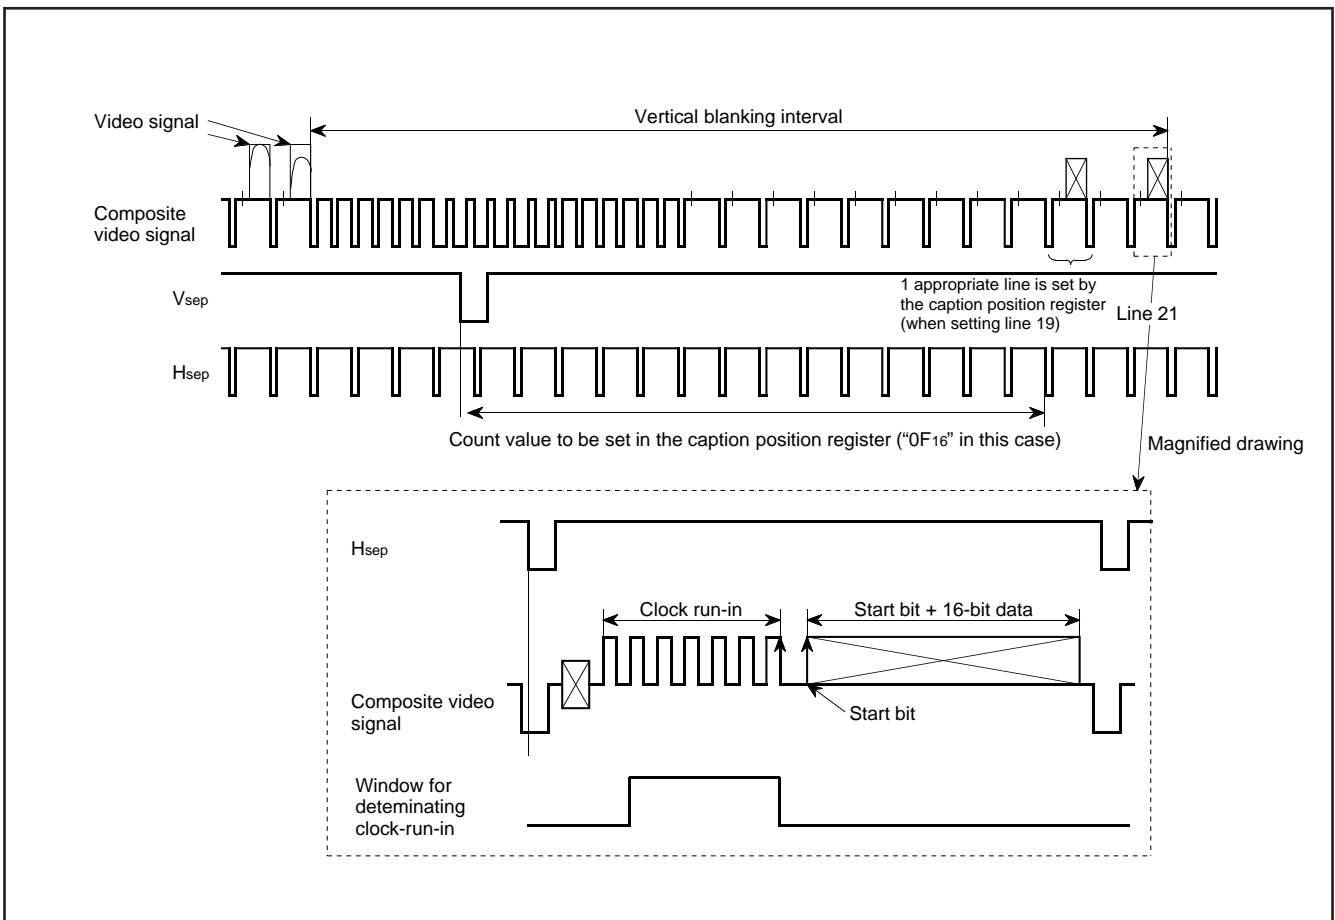 Video signal
Vertical blanking interval
Composite
video signal
Vsep
1 appropriate line is set by
the caption position register
(when setting line 19)
Line 21
Hsep
Count value to be set in the caption position register (“0F16” in this case)
Magnified drawing
Hsep
Clock run-in
Start bit + 16-bit data
Composite video
signal
Start bit
Window for
deteminating
clock-run-in